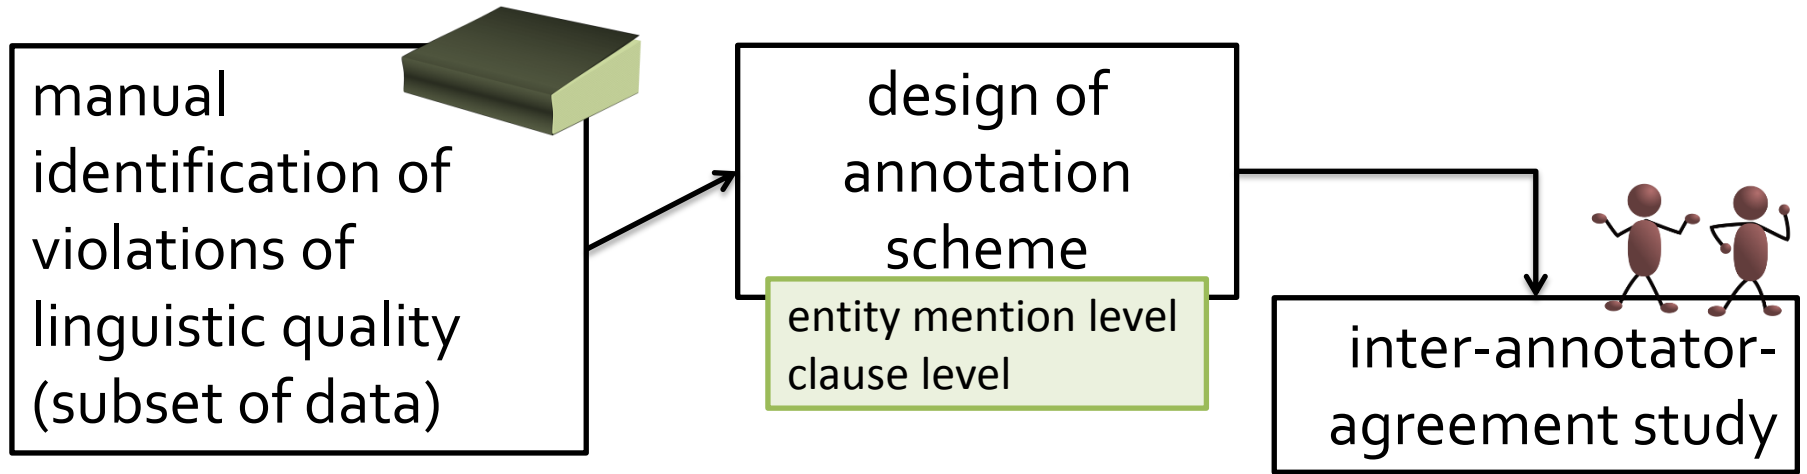 manual
identification of
violations of
linguistic quality
(subset of data)
design of
annotation
scheme
entity mention level
clause level
inter-annotator-
agreement study